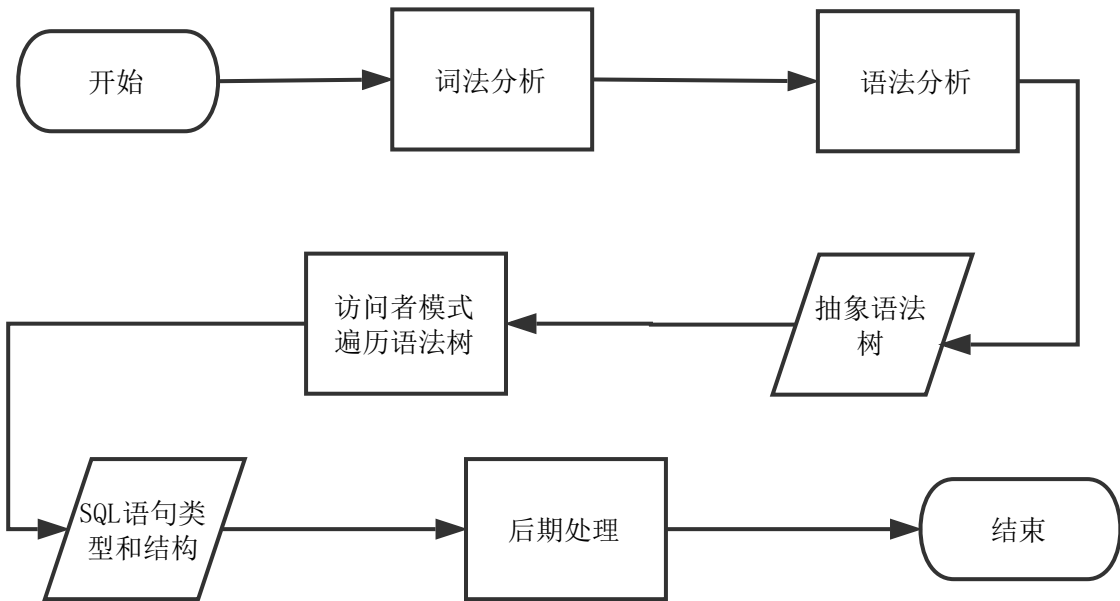 开始
词法分析
语法分析
访问者模式
遍历语法树
抽象语法
树
SQL语句类
型和结构
后期处理
结束